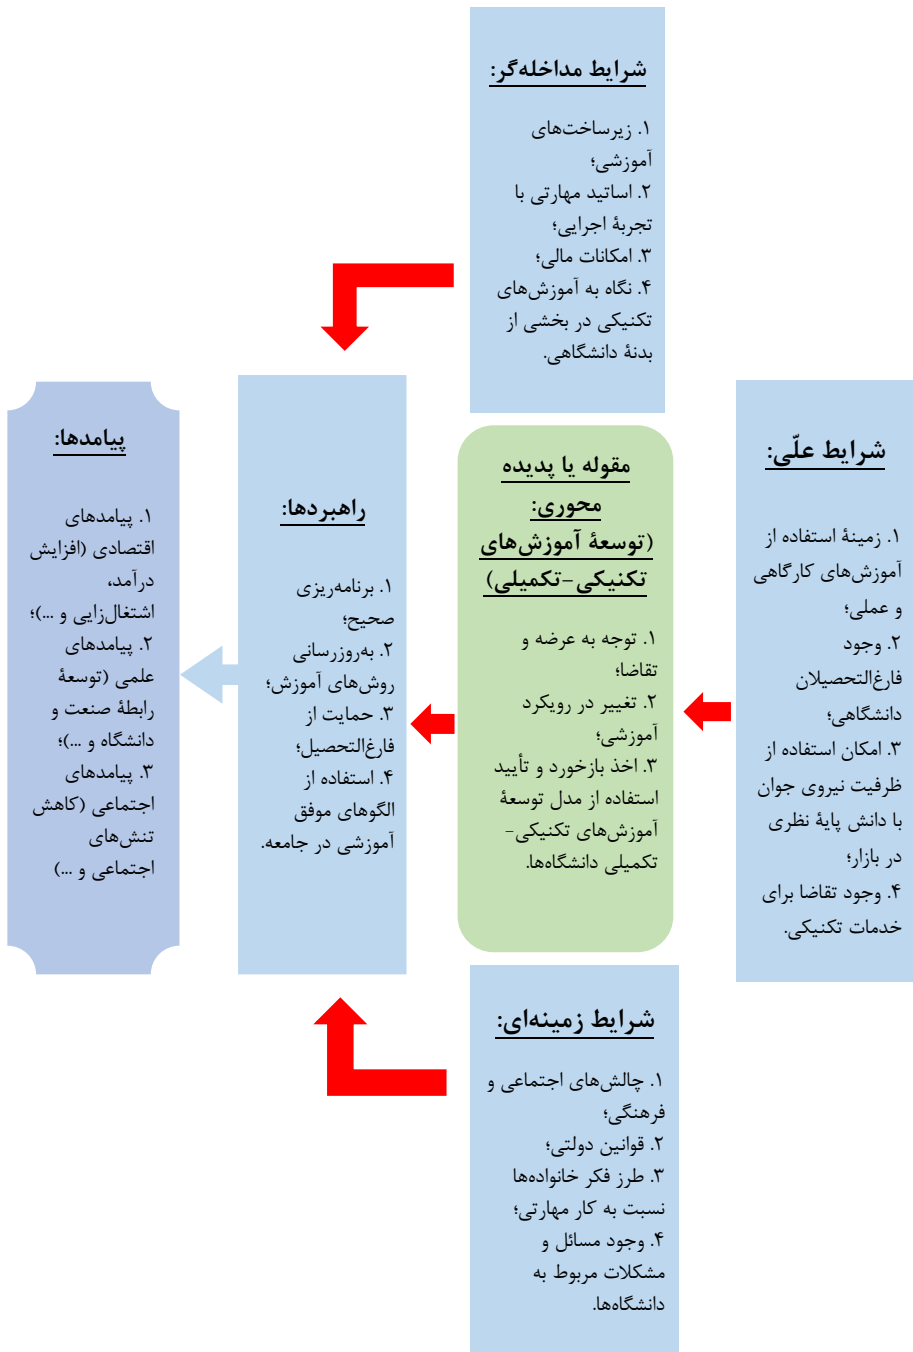 شرایط مداخله‌گر:
۱. زیرساخت‌های
آموزشی؛
۲. اساتید مهارتی با
تجربۀ اجرایی؛
۳. امکانات مالی؛
۴. نگاه به آموزش‌های
تکنیکی در بخشی از
بدنۀ دانشگاهی.
شرایط علّی:
۱. زمینۀ استفاده از
آموزش‌های کارگاهی
و عملی؛
۲. وجود
فارغ‌التحصیلان
دانشگاهی؛
۳. امکان استفاده از
ظرفیت نیروی جوان
با دانش پایۀ نظری
در بازار؛
۴. وجود تقاضا برای
خدمات تکنیکی.
مقوله یا پدیده
محوری:
(توسعۀ آموزش‌های
تکنیکی-تکمیلی)
۱. توجه به عرضه و
تقاضا؛
۲. تغییر در رویکرد
آموزشی؛
۳. اخذ بازخورد و تأیید
استفاده از مدل توسعۀ
آموزش‌های تکنیکی-
تکمیلی دانشگاه‌ها.
راهبردها:
۱. برنامه‌ریزی
صحیح؛
۲. به‌روزرسانی
روش‌های آموزش؛
۳. حمایت از
فارغ‌التحصیل؛
۴. استفاده از
الگوهای موفق
آموزشی در جامعه.
پیامدها:
۱. پیامدهای
اقتصادی (افزایش
درآمد،
اشتغال‌زایی و ...)؛
۲. پیامدهای
علمی (توسعۀ
رابطۀ صنعت و
دانشگاه و ...)؛
۳. پیامدهای
اجتماعی (کاهش
تنش‌های
اجتماعی و ...)
شرایط زمینه‌ای:
۱. چالش‌های اجتماعی و
فرهنگی؛
۲. قوانین دولتی؛
۳. طرز فکر خانواده‌ها
نسبت به کار مهارتی؛
۴. وجود مسائل و
مشکلات مربوط به
دانشگاه‌ها.